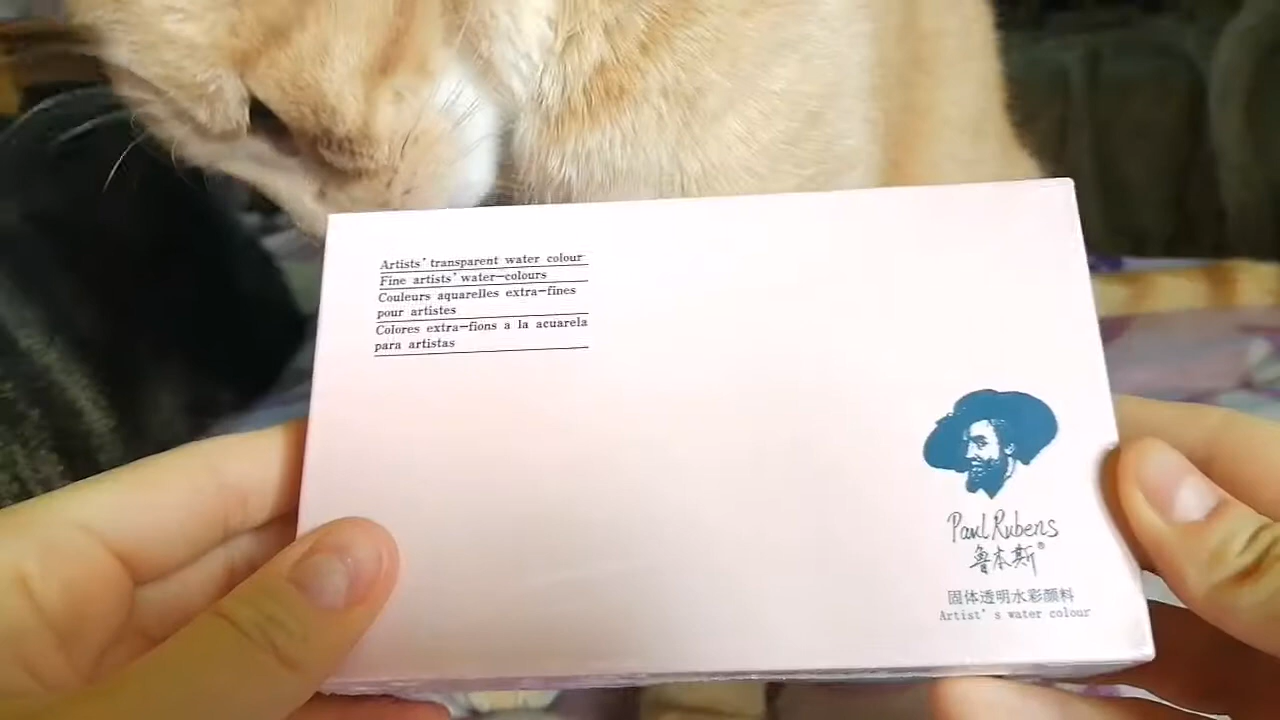 Artists' transparent water colour
Fine artists' water-colours
Couleurs aquarelles extra-fines
pour artistes
Colores extra-fions a la acuarela
para artistas
Paul Rubens
鲁本斯®
固体透明水彩颜料
Artist's water colour